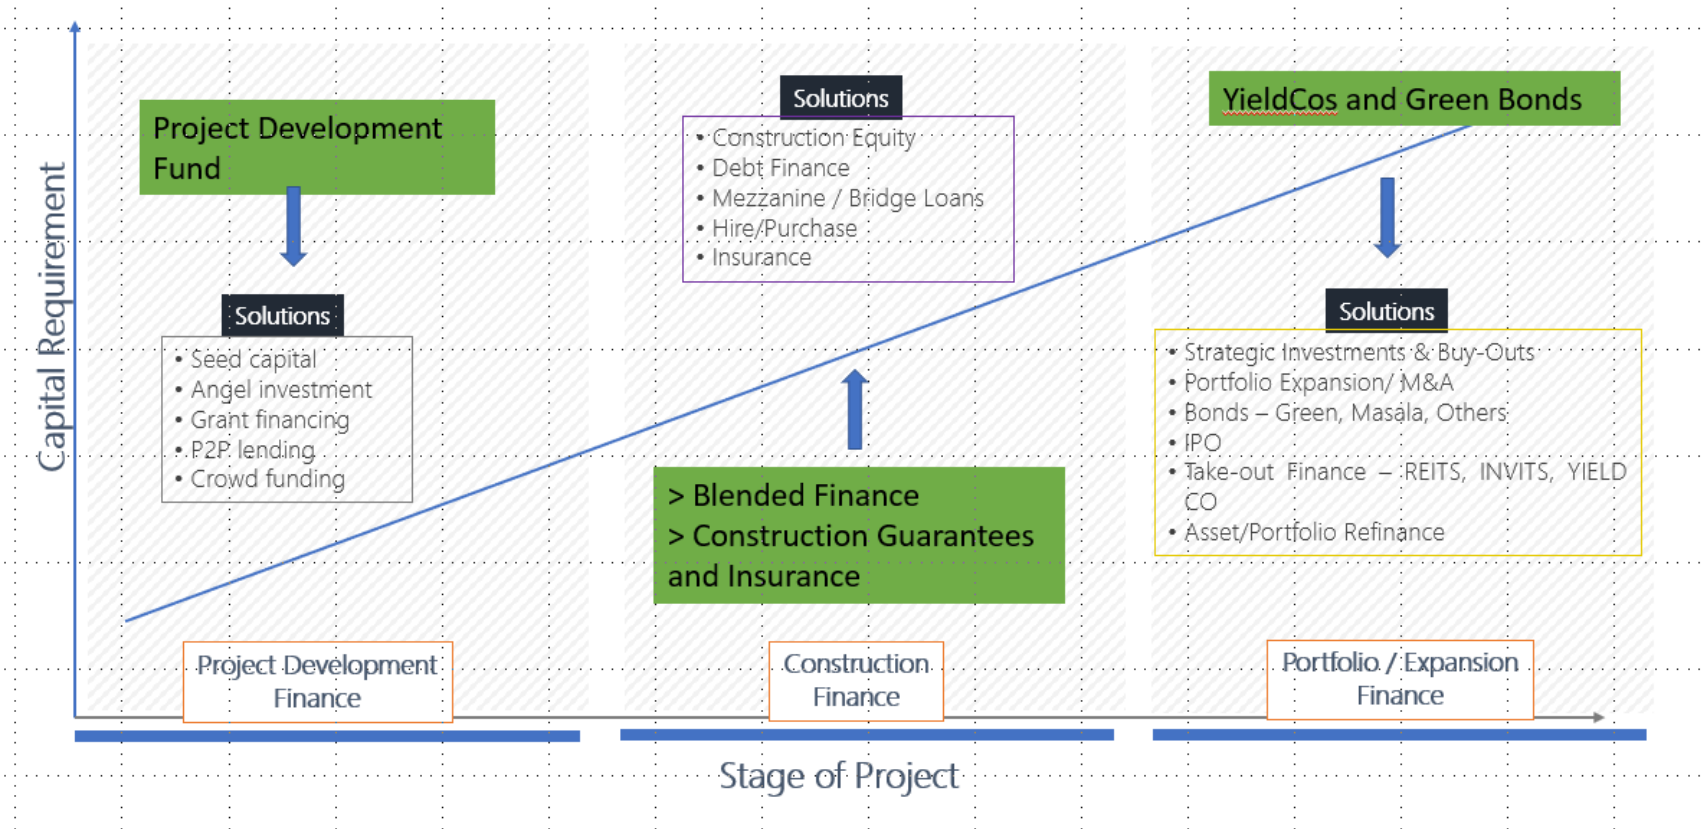 Capital Requirement
Project Development
Fund
Solutions
• Seed capital
• Angel investment
• Grant financing
• P2P lending
• Crowd funding
Project Development
Finance
Solutions
• Construction Equity
• Debt Finance
• Mezzanine / Bridge Loans
• Hire/Purchase
• Insurance
> Blended Finance
> Construction Guarantees
and Insurance
Construction
Finance
YieldCos and Green Bonds
Solutions
• Strategic Investments & Buy-Outs
• Portfolio Expansion/ M&A
• Bonds – Green, Masala, Others
• IPO
• Take-out Finance – REITS, INVITS, YIELD
CO
• Asset/Portfolio Refinance
Portfolio / Expansion
Finance
Stage of Project